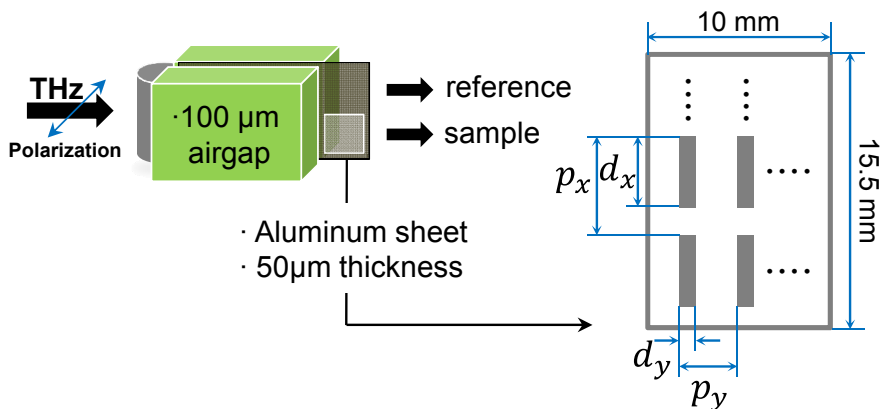 THz
Polarization
·100 µm
airgap
reference
sample
· Aluminum sheet
· 50µm thickness
10 mm
15.5 mm
p_x
d_x
d_y
p_y